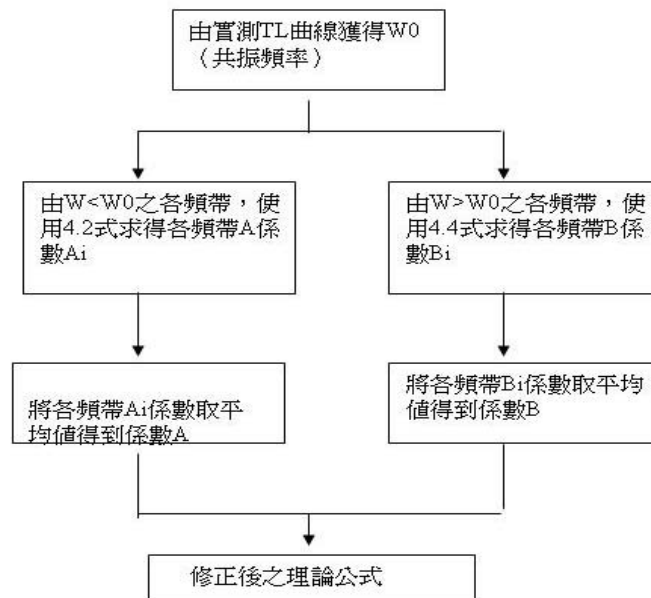 由實測TL曲線獲得W0
（共振頻率）
由W<W0之各頻帶，使
用4.2式求得各頻帶A係
數Ai
由W>W0之各頻帶，使
用4.4式求得各頻帶B係
數Bi
將各頻帶Ai係數取平
均値得到係數A
將各頻帶Bi係數取平均
値得到係數B
修正後之理論公式